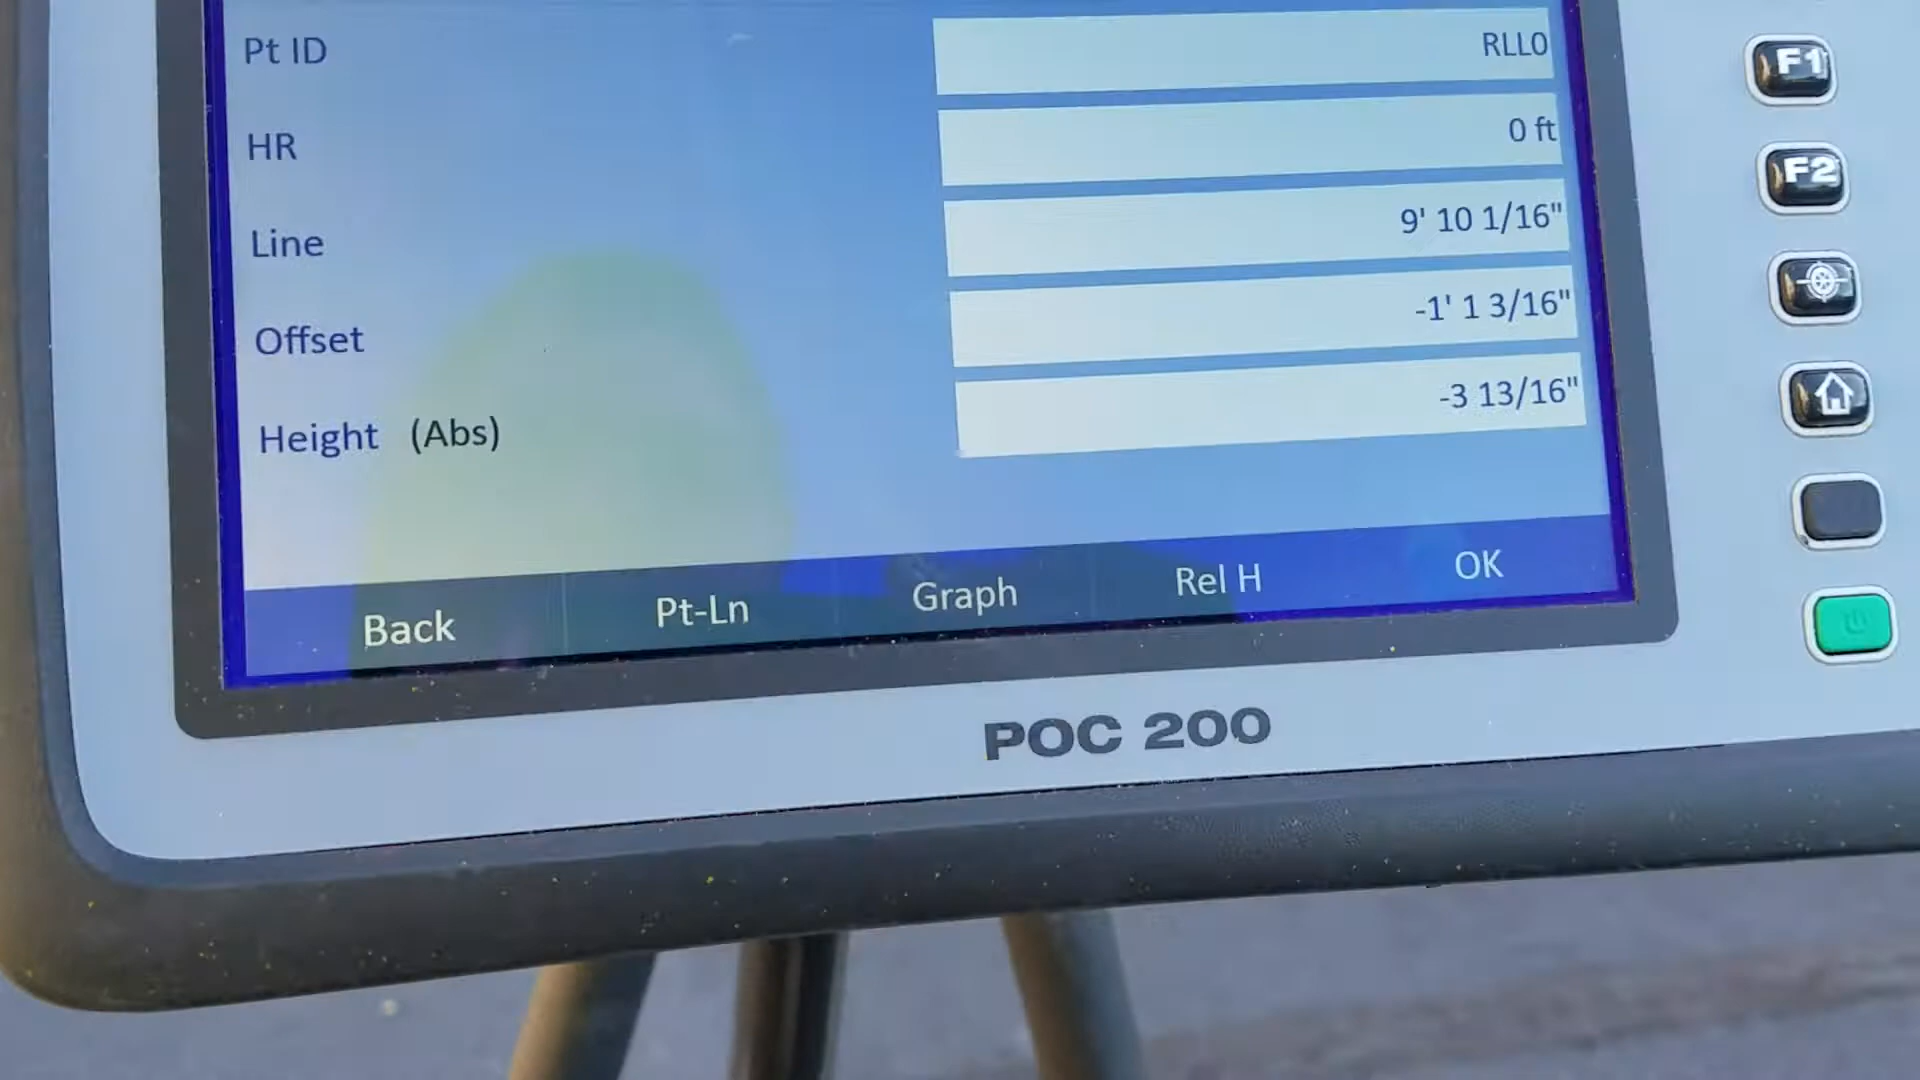 Pt ID RLL0
HR 0 ft
Line 9' 10 1/16"
Offset -1' 1 3/16"
Height (Abs) -3 13/16"
Back Pt-Ln Graph Rel H OK
POC 200
F1
F2